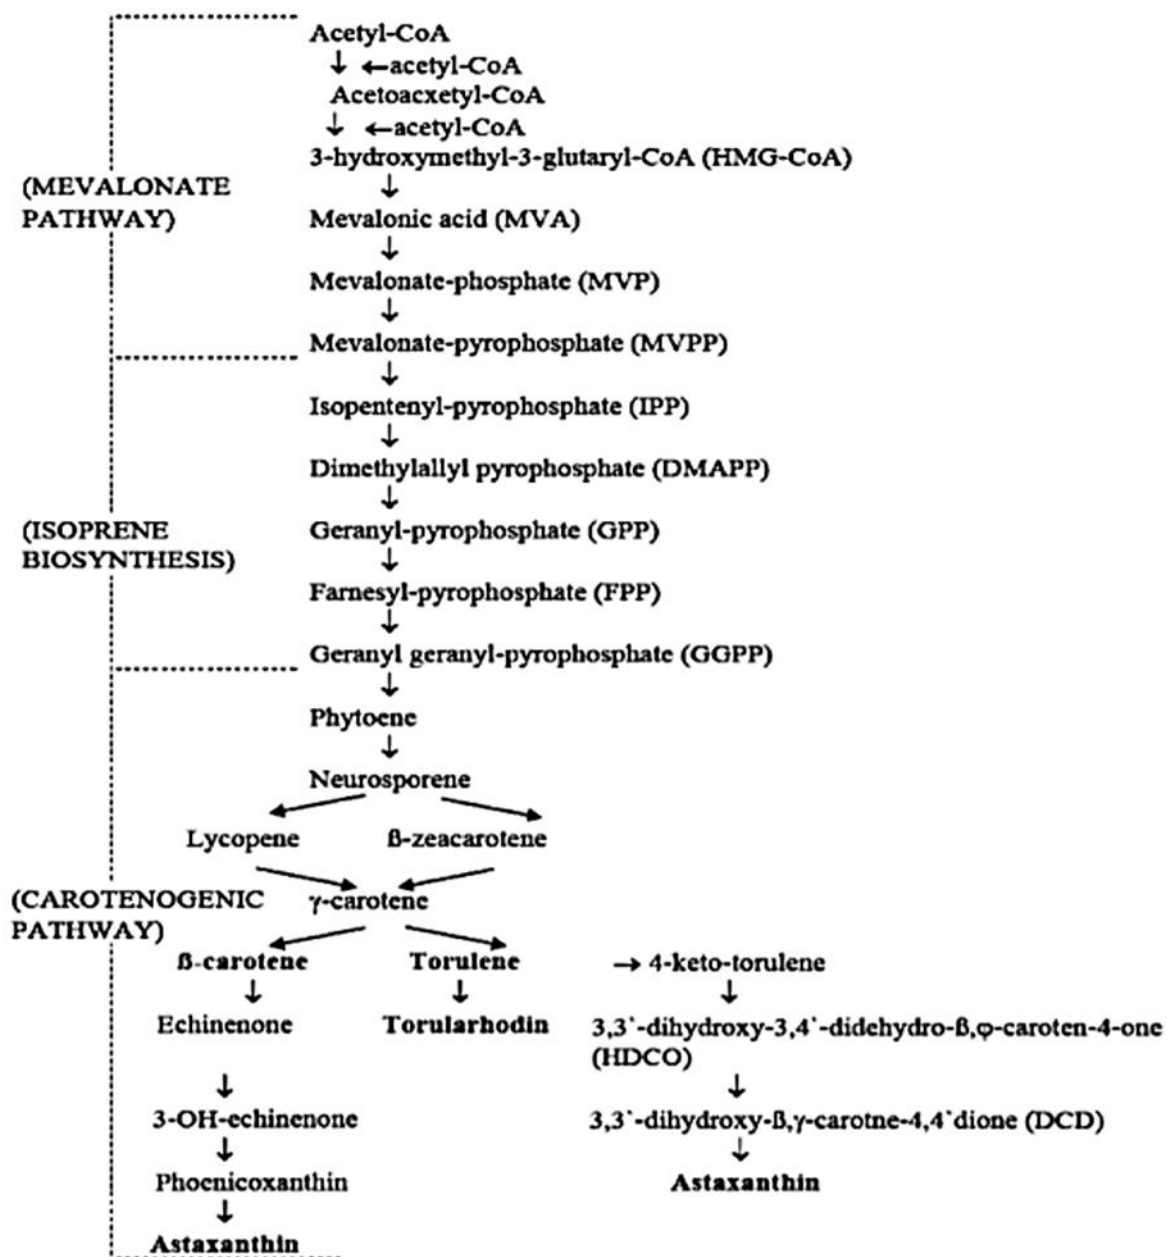 Acetyl-CoA
↓ ←acetyl-CoA
Acetoacxetyl-CoA
↓ ←acetyl-CoA
3-hydroxymethyl-3-glutaryl-CoA (HMG-CoA)
↓
(MEVALONATE
PATHWAY)
Mevalonic acid (MVA)
↓
Mevalonate-phosphate (MVP)
↓
Mevalonate-pyrophosphate (MVPP)
↓
Isopentenyl-pyrophosphate (IPP)
↓
Dimethylallyl pyrophosphate (DMAPP)
↓
(ISOPRENE
BIOSYNTHESIS)
Geranyl-pyrophosphate (GPP)
↓
Farnesyl-pyrophosphate (FPP)
↓
Geranyl geranyl-pyrophosphate (GGPP)
↓
Phytoene
↓
Neurosporene
Lycopene ß-zeacarotene
(CAROTENOGENIC
PATHWAY)
γ-carotene
ß-carotene Torulene → 4-keto-torulene
↓ ↓ ↓
Echinenone Torularhodin 3,3`-dihydroxy-3,4`-didehydro-ß,φ-caroten-4-one
(HDCO)
↓ ↓
3-OH-echinenone 3,3`-dihydroxy-ß,γ-carotne-4,4`dione (DCD)
↓ ↓
Phoenicoxanthin Astaxanthin
↓
Astaxanthin